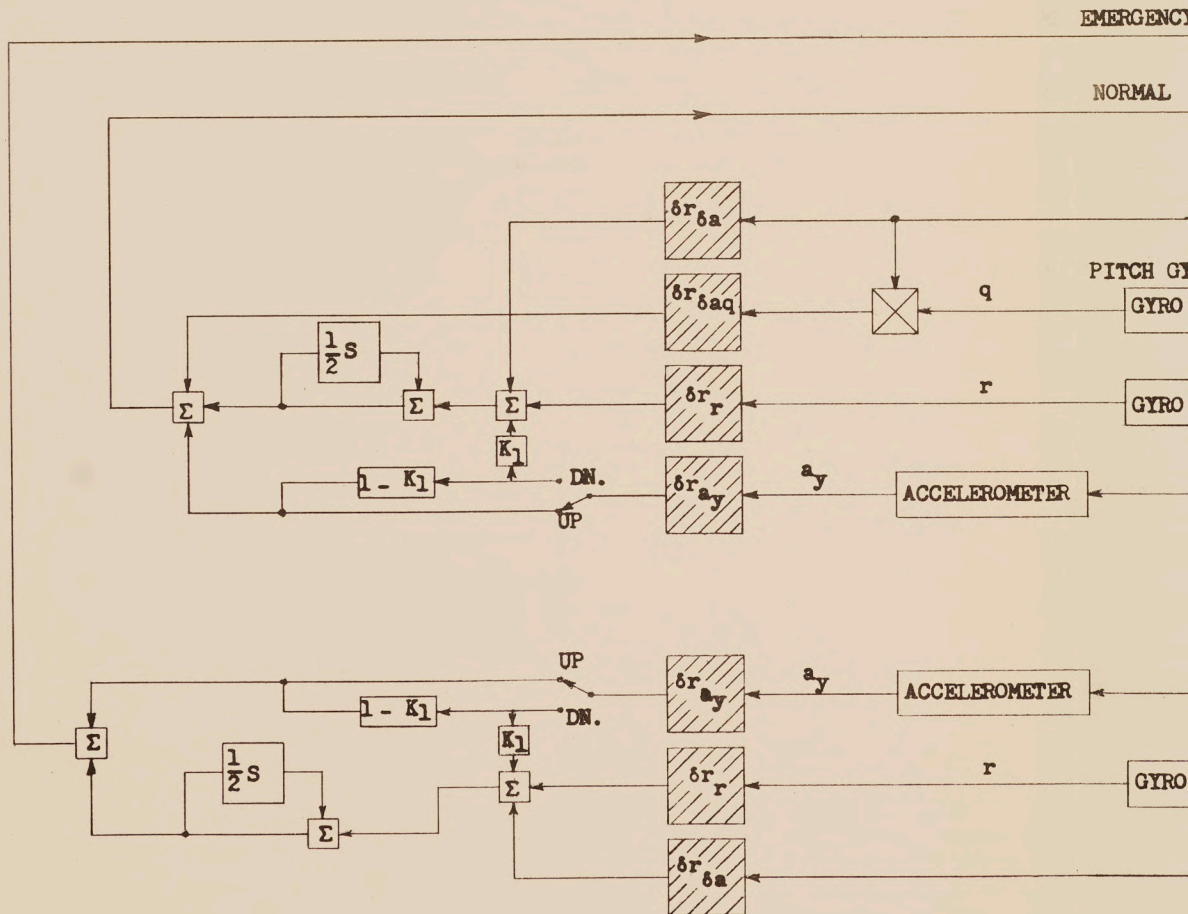 EMERGENCY
NORMAL
δr δa
PITCH GY
δr δaq
q
GYRO
1/2 S
Σ
Σ
Σ
δr r
r
GYRO
K1
1 - K1
DN.
UP
δr ay
ay
ACCELEROMETER
UP
1 - K1
DN.
δr ay
ay
ACCELEROMETER
Σ
K1
1/2 S
Σ
δr r
r
GYRO
Σ
δr δa